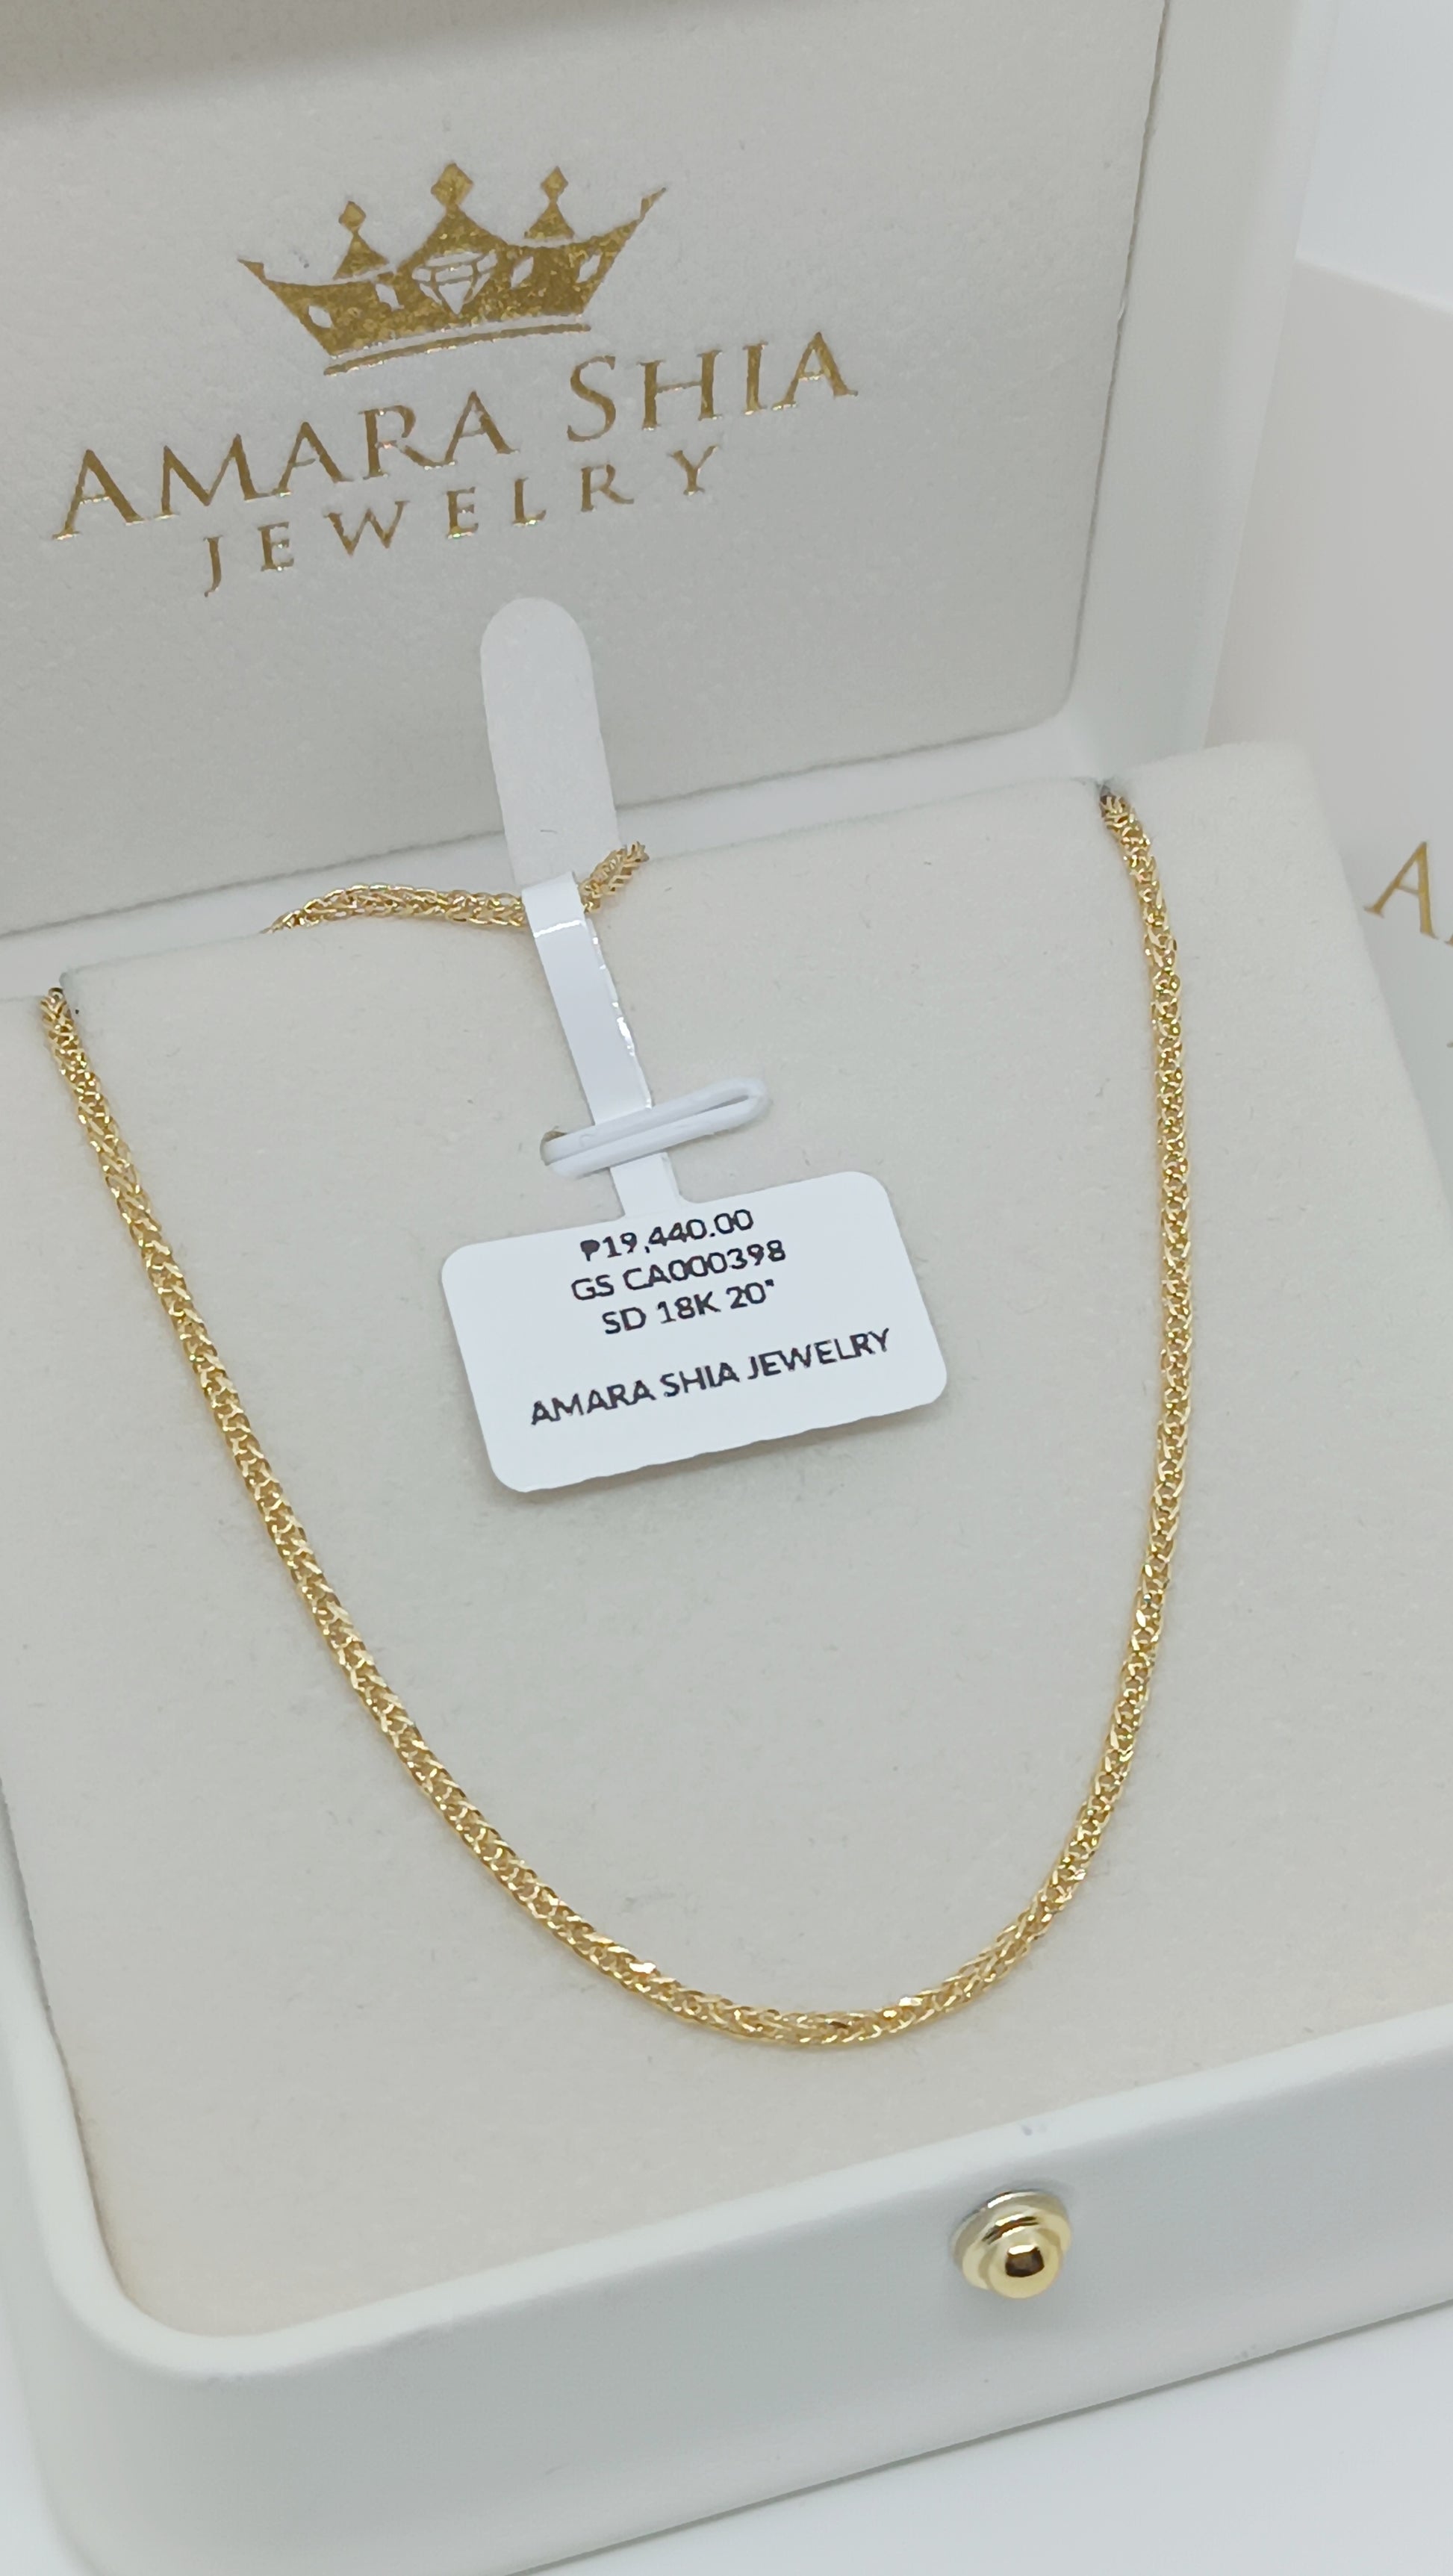 AMARA SHIA
JEWELRY
₱19,440.00
GS CA000398
SD 18K 20"
AMARA SHIA JEWELRY